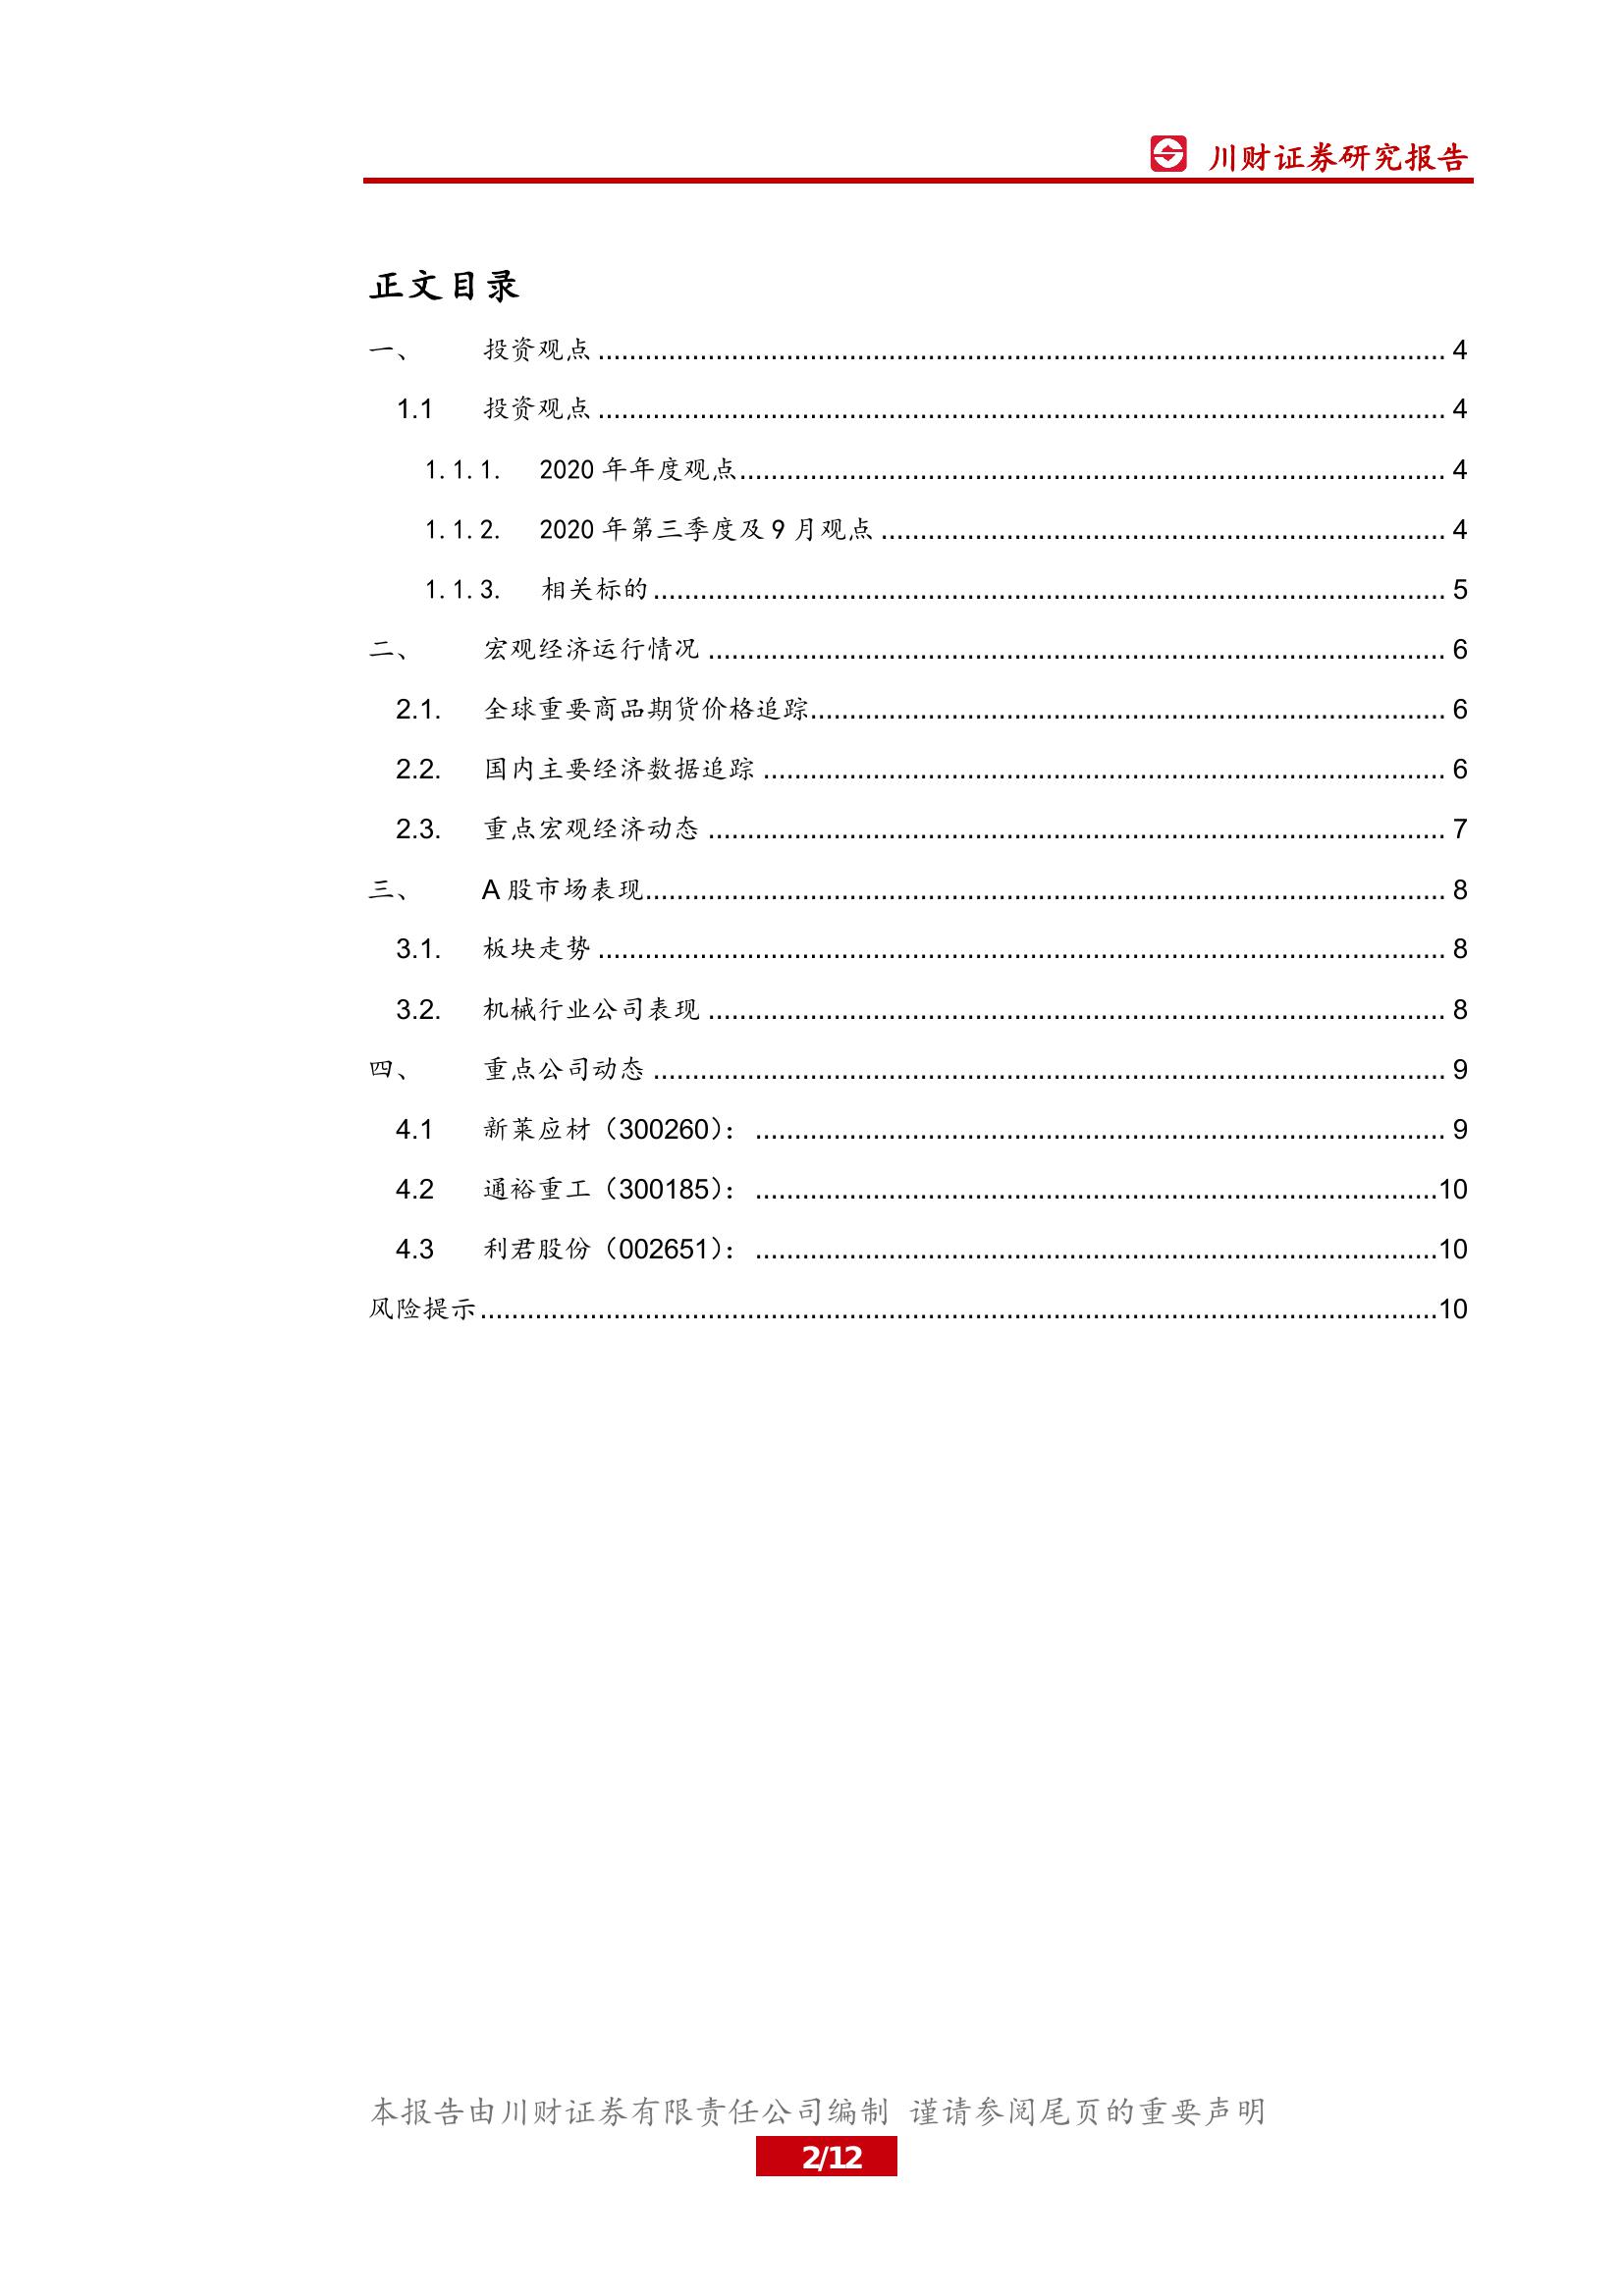 川财证券研究报告
正文目录
一、 投资观点 ........ 4
1.1 投资观点 ........ 4
1.1.1. 2020 年年度观点 ........ 4
1.1.2. 2020 年第三季度及 9 月观点 ........ 4
1.1.3. 相关标的 ........ 5
二、 宏观经济运行情况 ........ 6
2.1. 全球重要商品期货价格追踪 ........ 6
2.2. 国内主要经济数据追踪 ........ 6
2.3. 重点宏观经济动态 ........ 7
三、 A 股市场表现 ........ 8
3.1. 板块走势 ........ 8
3.2. 机械行业公司表现 ........ 8
四、 重点公司动态 ........ 9
4.1 新莱应材（300260）： ........ 9
4.2 通裕重工（300185）： ........ 10
4.3 利君股份（002651）： ........ 10
风险提示 ........ 10
本报告由川财证券有限责任公司编制 谨请参阅尾页的重要声明
2/12